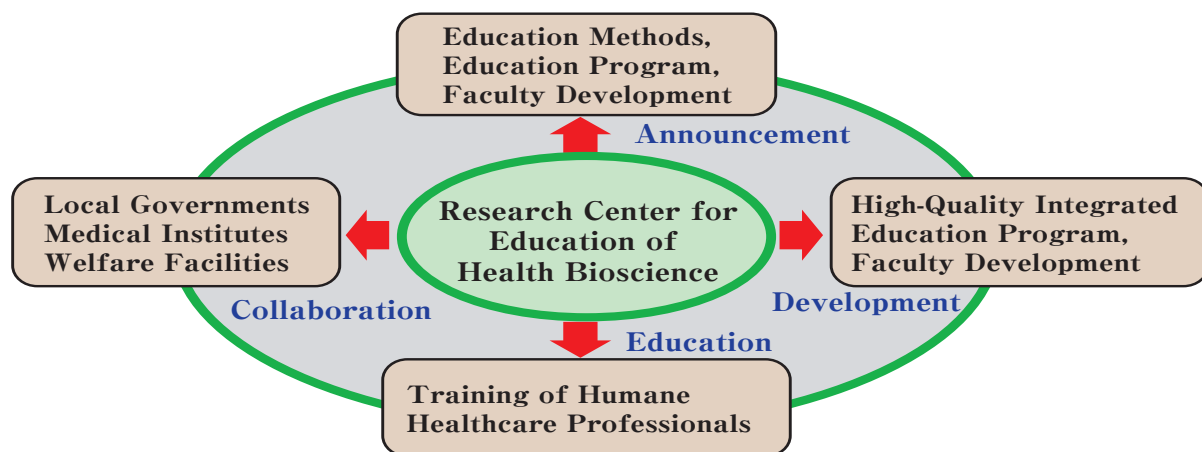 Education Methods,
Education Program,
Faculty Development
Announcement
Local Governments
Medical Institutes
Welfare Facilities
Collaboration
Research Center for
Education of
Health Bioscience
High-Quality Integrated
Education Program,
Faculty Development
Development
Education
Training of Humane
Healthcare Professionals